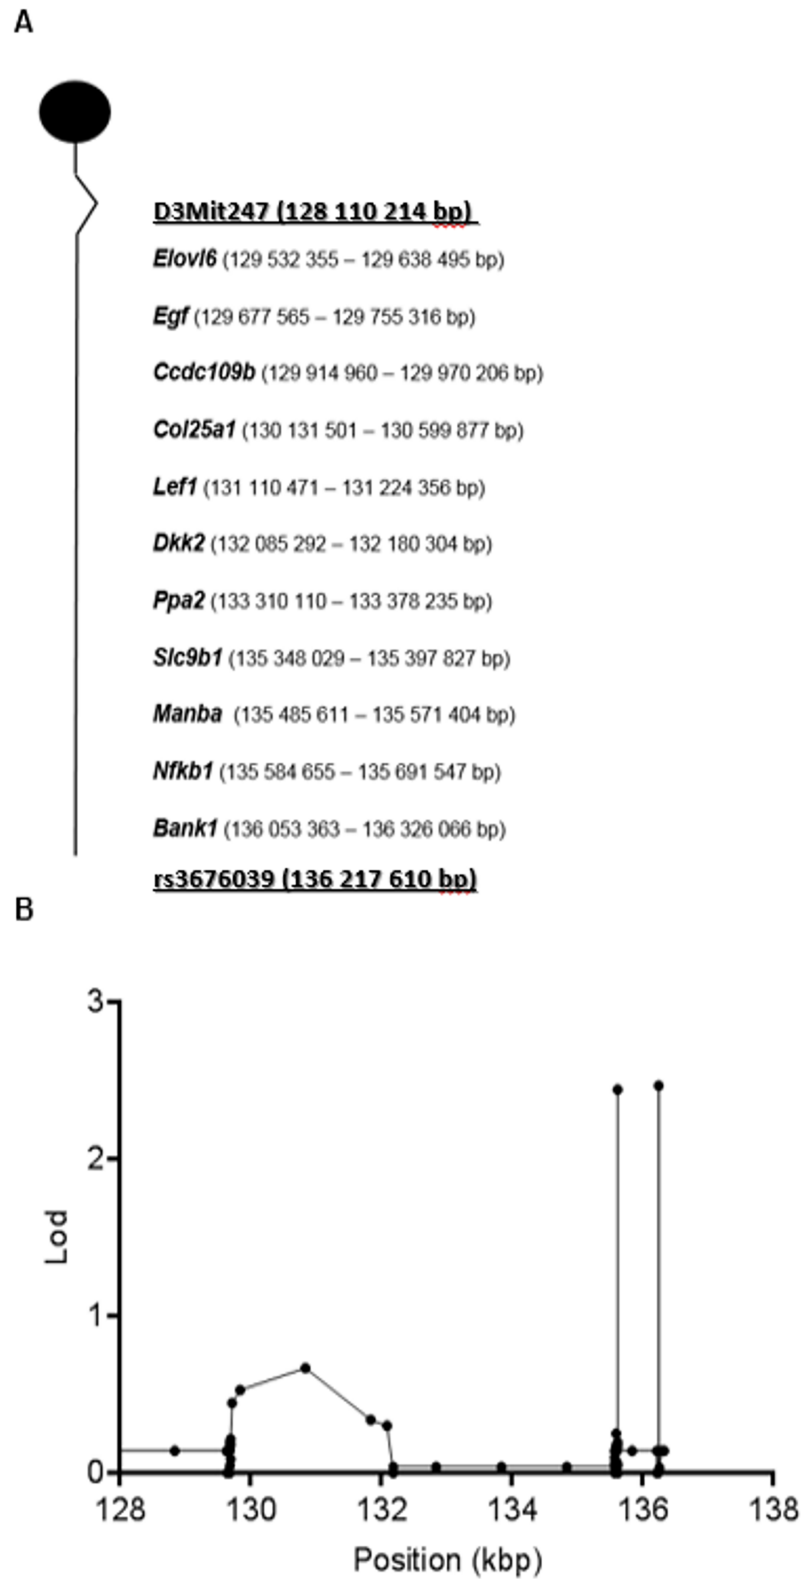 A
D3Mit247 (128 110 214 bp)
Elovl6 (129 532 355 – 129 638 495 bp)
Egf (129 677 565 – 129 755 316 bp)
Ccdc109b (129 914 960 – 129 970 206 bp)
Col25a1 (130 131 501 – 130 599 877 bp)
Lef1 (131 110 471 – 131 224 356 bp)
Dkk2 (132 085 292 – 132 180 304 bp)
Ppa2 (133 310 110 – 133 378 235 bp)
Slc9b1 (135 348 029 – 135 397 827 bp)
Manba (135 485 611 – 135 571 404 bp)
Nfkb1 (135 584 655 – 135 691 547 bp)
Bank1 (136 053 363 – 136 326 066 bp)
rs3676039 (136 217 610 bp)
B
3
2
1
0
Lod
128 130 132 134 136 138
Position (kbp)